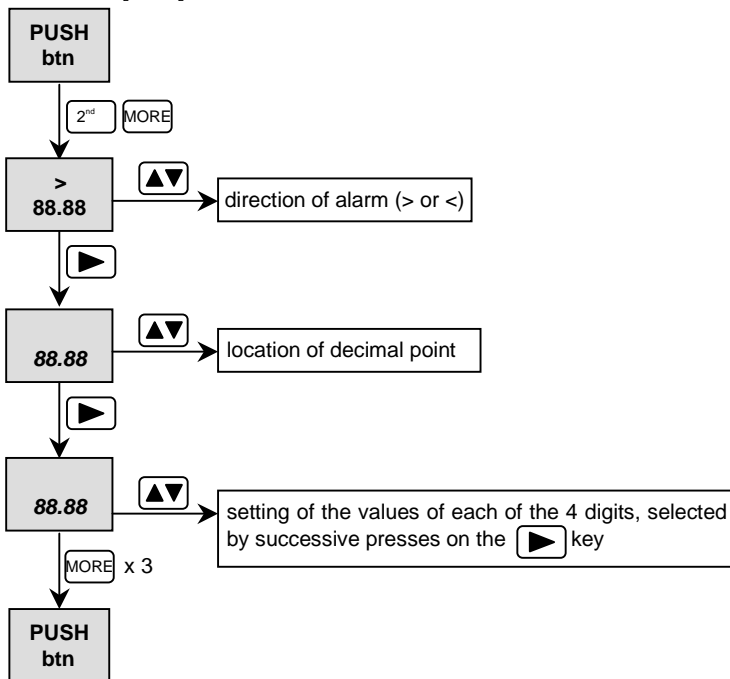 PUSH
btn
2nd MORE
>
88.88
direction of alarm (> or <)
88.88
location of decimal point
88.88
setting of the values of each of the 4 digits, selected
by successive presses on the key
MORE x 3
PUSH
btn